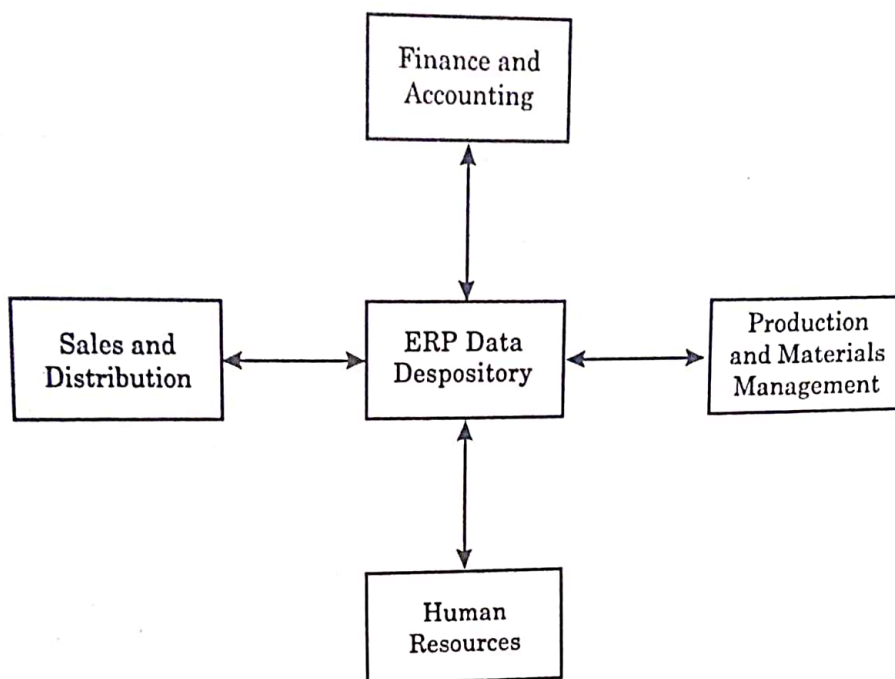 Finance and
Accounting
Sales and
Distribution
ERP Data
Despository
Production
and Materials
Management
Human
Resources